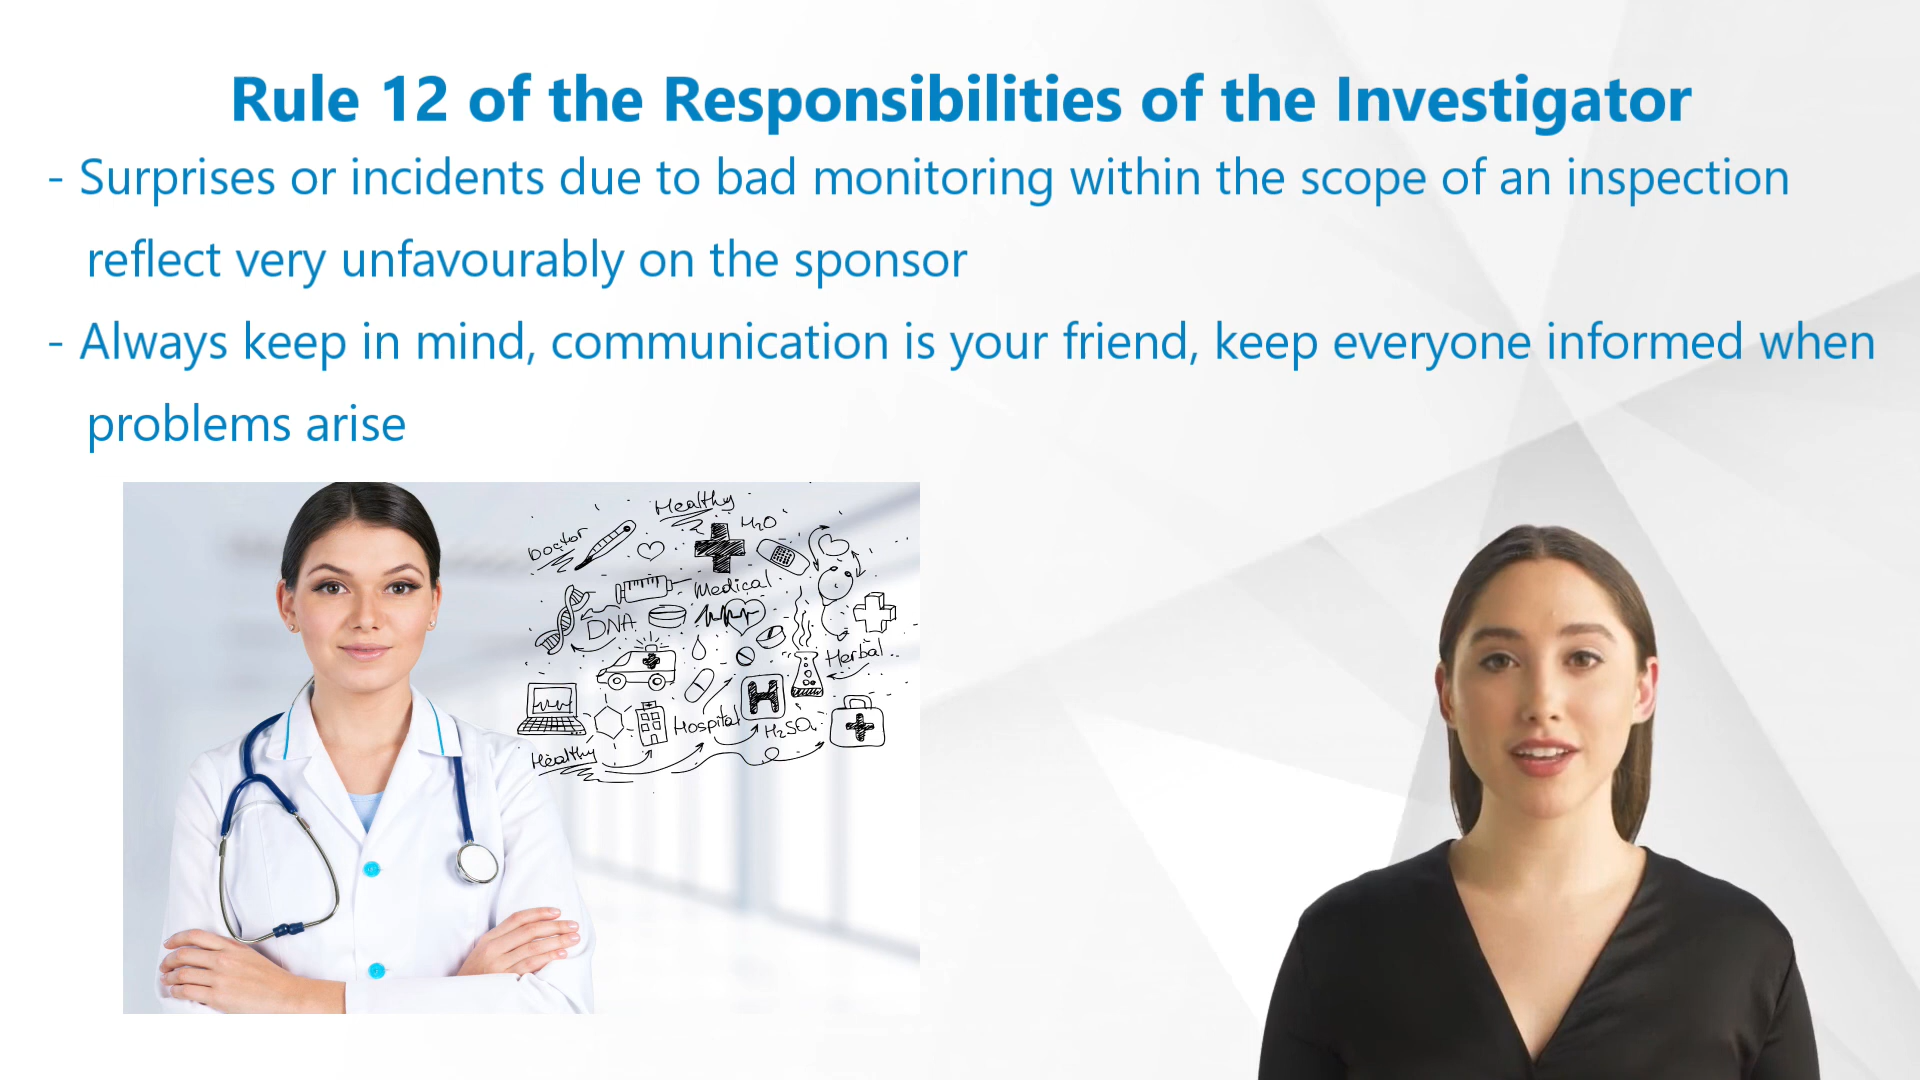 Rule 12 of the Responsibilities of the Investigator
- Surprises or incidents due to bad monitoring within the scope of an inspection
reflect very unfavourably on the sponsor
- Always keep in mind, communication is your friend, keep everyone informed when
problems arise
Healthy
H2O
Doctor
Medical
DNA
Herbal
H
Hospital
H2SO4
Healthy